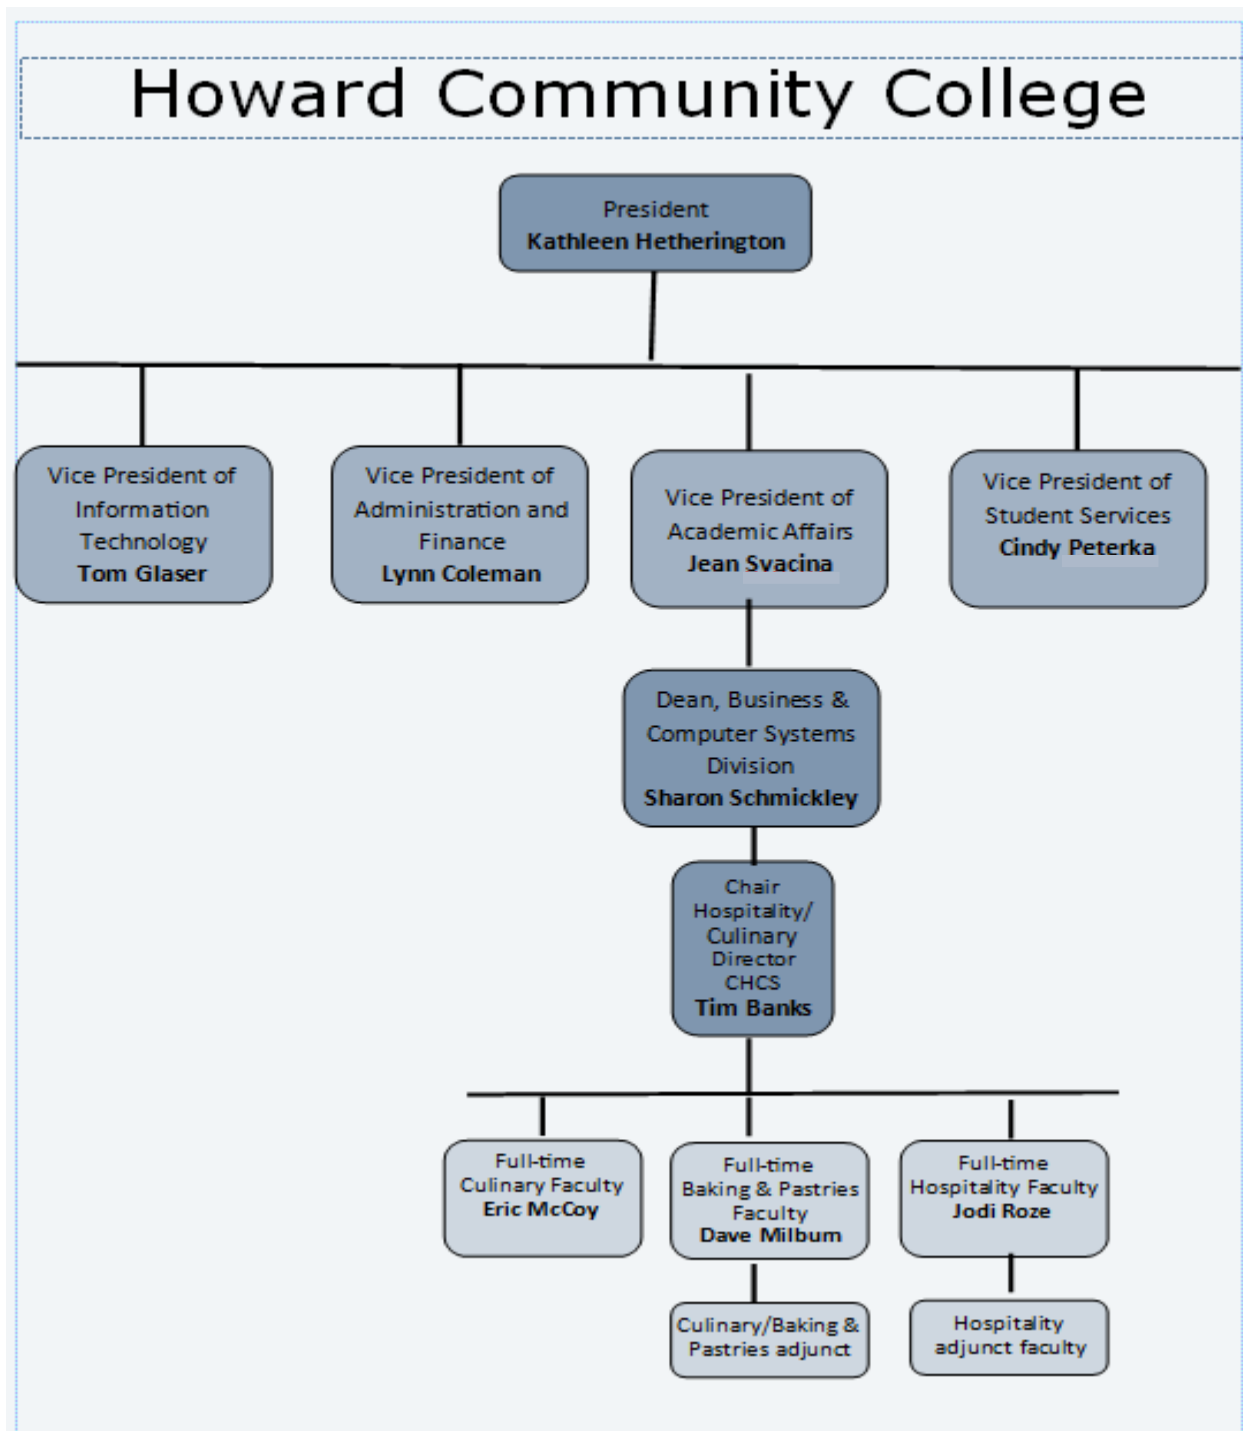 Howard Community College
President
Kathleen Hetherington
Vice President of
Information
Technology
Tom Glaser
Vice President of
Administration and
Finance
Lynn Coleman
Vice President of
Academic Affairs
Jean Svacina
Vice President of
Student Services
Cindy Peterka
Dean, Business &
Computer Systems
Division
Sharon Schmickley
Chair
Hospitality/
Culinary
Director
CHCS
Tim Banks
Full-time
Culinary Faculty
Eric McCoy
Full-time
Baking & Pastries
Faculty
Dave Milbum
Full-time
Hospitality Faculty
Jodi Roze
Culinary/Baking &
Pastries adjunct
Hospitality
adjunct faculty